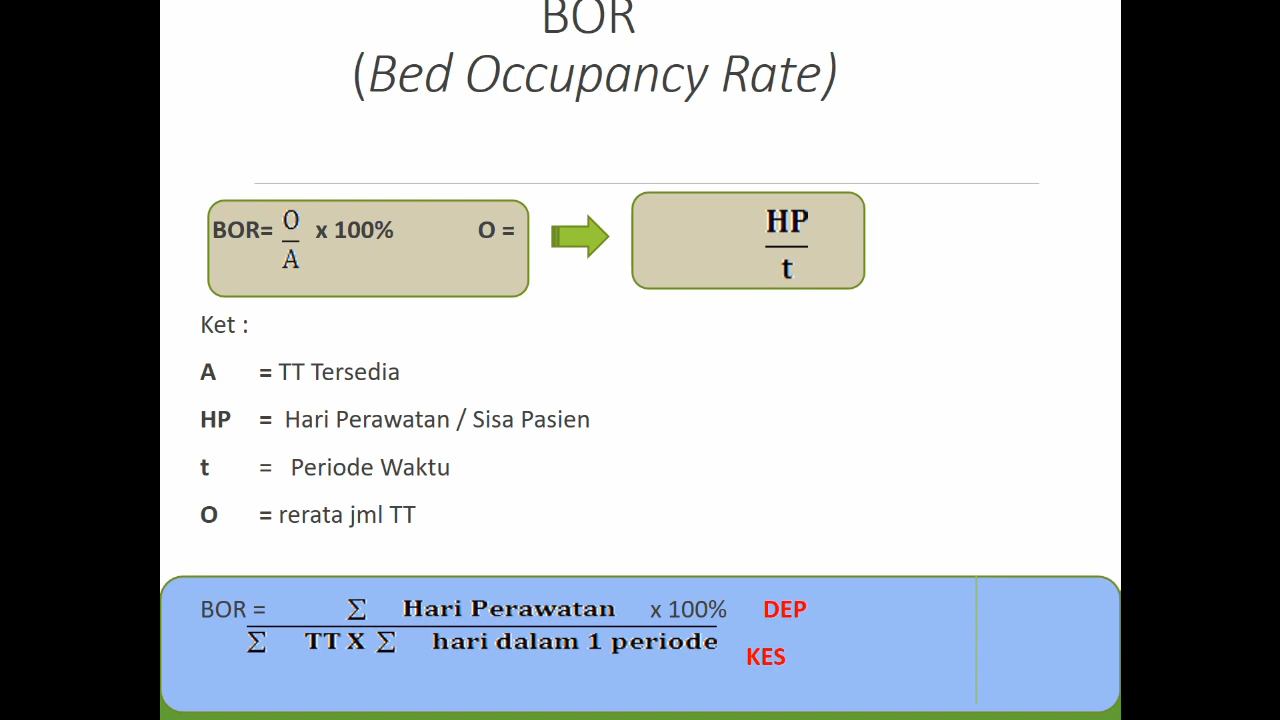 BOR
(Bed Occupancy Rate)
BOR= O/A x 100% O =
HP
t
Ket :
A = TT Tersedia
HP = Hari Perawatan / Sisa Pasien
t = Periode Waktu
O = rerata jml TT
BOR = Σ Hari Perawatan x 100% DEP
Σ TT X Σ hari dalam 1 periode
KES